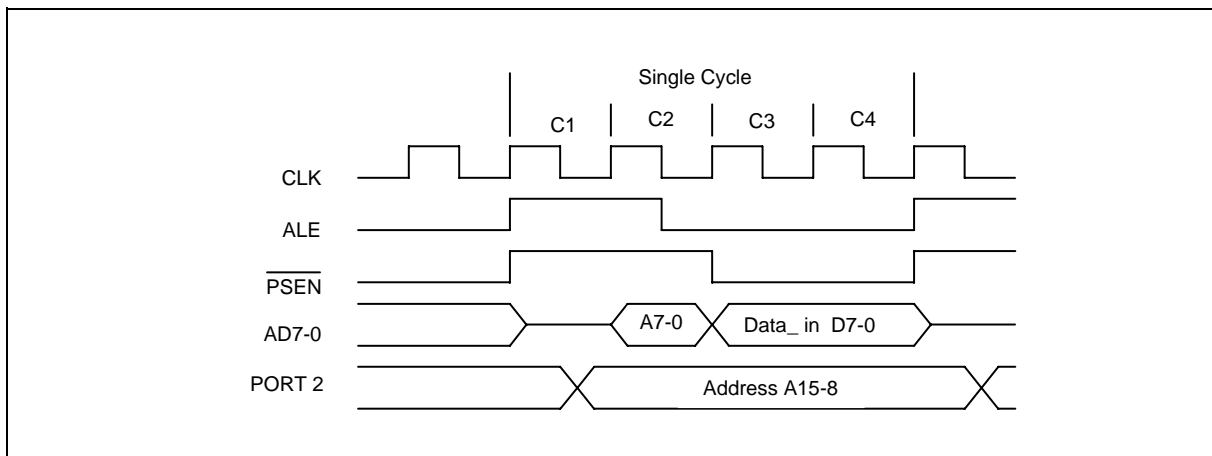 Single Cycle
C1 C2 C3 C4
CLK
ALE
PSEN
AD7-0 A7-0 Data_ in D7-0
PORT 2 Address A15-8